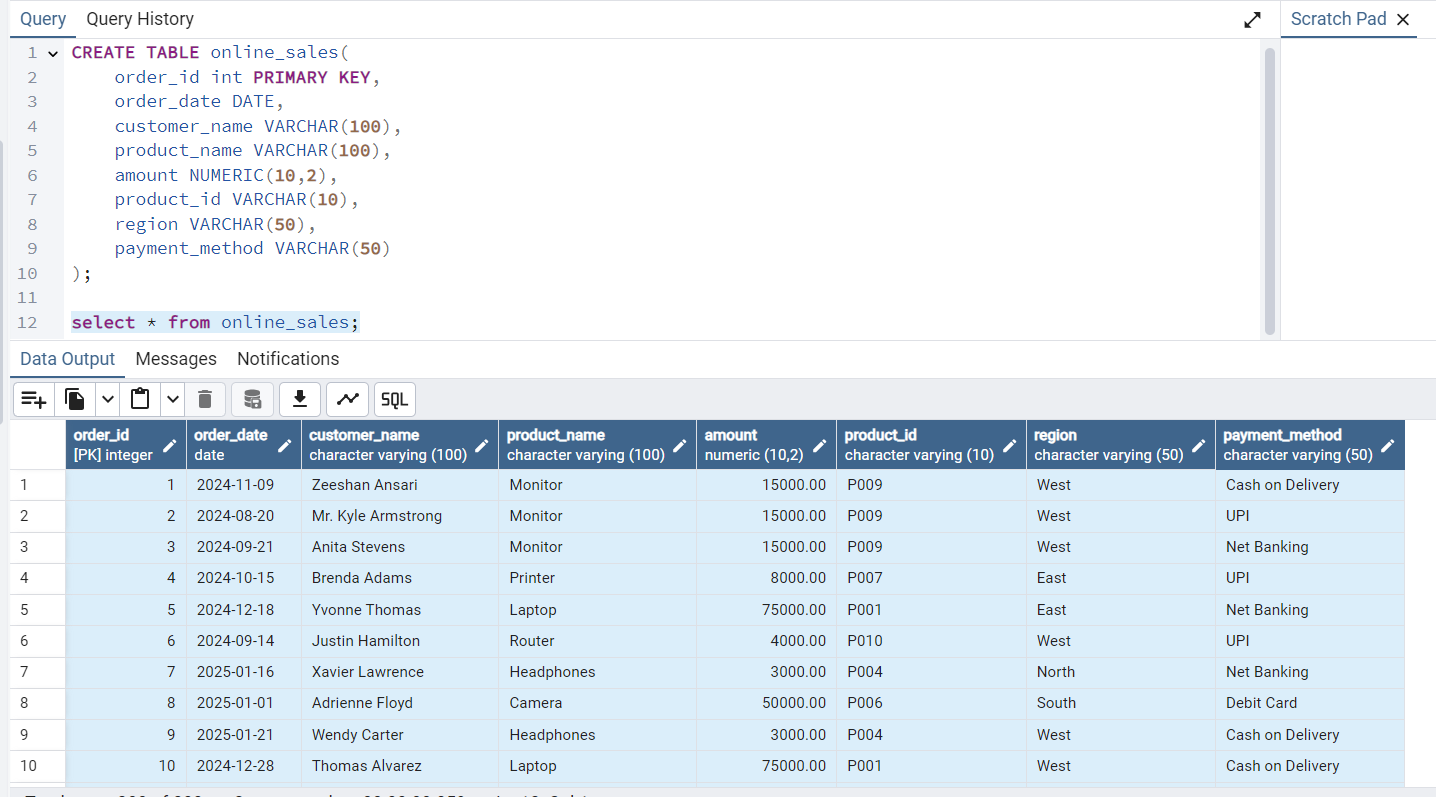 Query Query History Scratch Pad
1 CREATE TABLE online_sales(
2 order_id int PRIMARY KEY,
3 order_date DATE,
4 customer_name VARCHAR(100),
5 product_name VARCHAR(100),
6 amount NUMERIC(10,2),
7 product_id VARCHAR(10),
8 region VARCHAR(50),
9 payment_method VARCHAR(50)
10 );
11
12 select * from online_sales;
Data Output Messages Notifications
SQL
order_id order_date customer_name product_name amount product_id region payment_method
[PK] integer date character varying (100) character varying (100) numeric (10,2) character varying (10) character varying (50) character varying (50)
1 1 2024-11-09 Zeeshan Ansari Monitor 15000.00 P009 West Cash on Delivery
2 2 2024-08-20 Mr. Kyle Armstrong Monitor 15000.00 P009 West UPI
3 3 2024-09-21 Anita Stevens Monitor 15000.00 P009 West Net Banking
4 4 2024-10-15 Brenda Adams Printer 8000.00 P007 East UPI
5 5 2024-12-18 Yvonne Thomas Laptop 75000.00 P001 East Net Banking
6 6 2024-09-14 Justin Hamilton Router 4000.00 P010 West UPI
7 7 2025-01-16 Xavier Lawrence Headphones 3000.00 P004 North Net Banking
8 8 2025-01-01 Adrienne Floyd Camera 50000.00 P006 South Debit Card
9 9 2025-01-21 Wendy Carter Headphones 3000.00 P004 West Cash on Delivery
10 10 2024-12-28 Thomas Alvarez Laptop 75000.00 P001 West Cash on Delivery